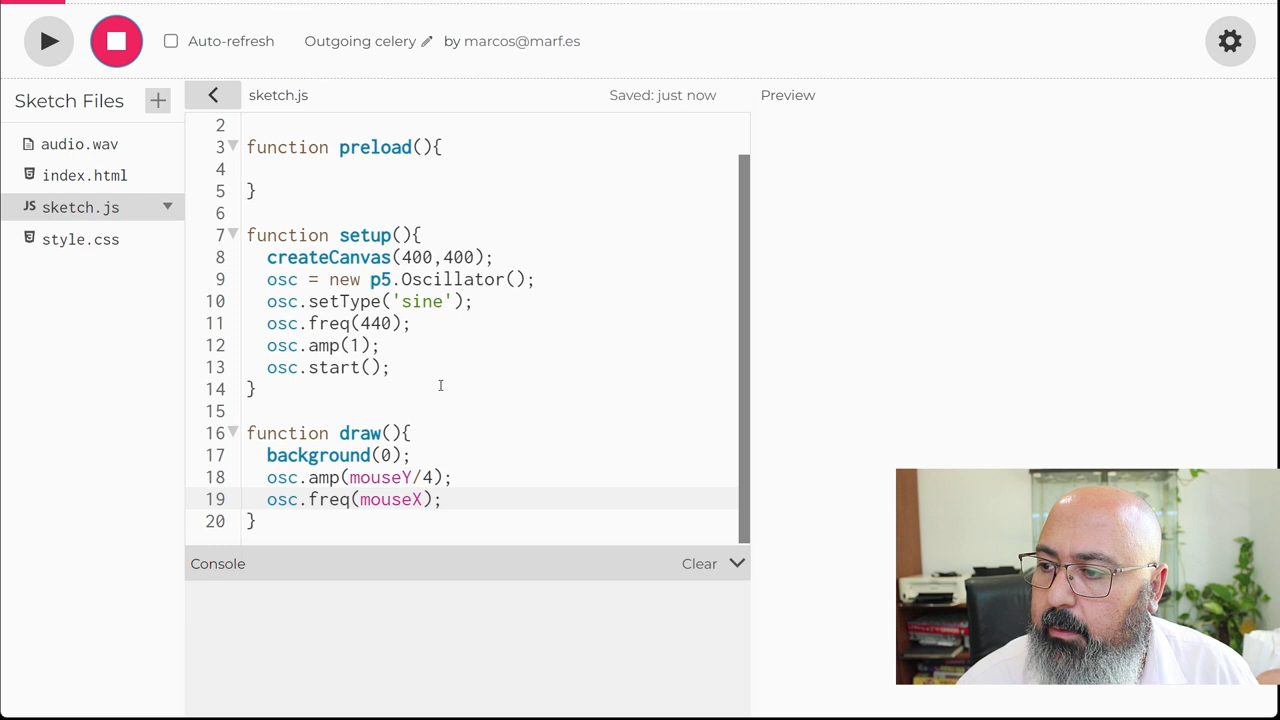 Auto-refresh
Outgoing celery
by marcos@marf.es
Sketch Files
sketch.js
Saved: just now
Preview
audio.wav
index.html
JS sketch.js
style.css
2
3 function preload(){
4
5 }
6
7 function setup(){
8 createCanvas(400,400);
9 osc = new p5.Oscillator();
10 osc.setType('sine');
11 osc.freq(440);
12 osc.amp(1);
13 osc.start();
14 }
15
16 function draw(){
17 background(0);
18 osc.amp(mouseY/4);
19 osc.freq(mouseX);
20 }
Console
Clear